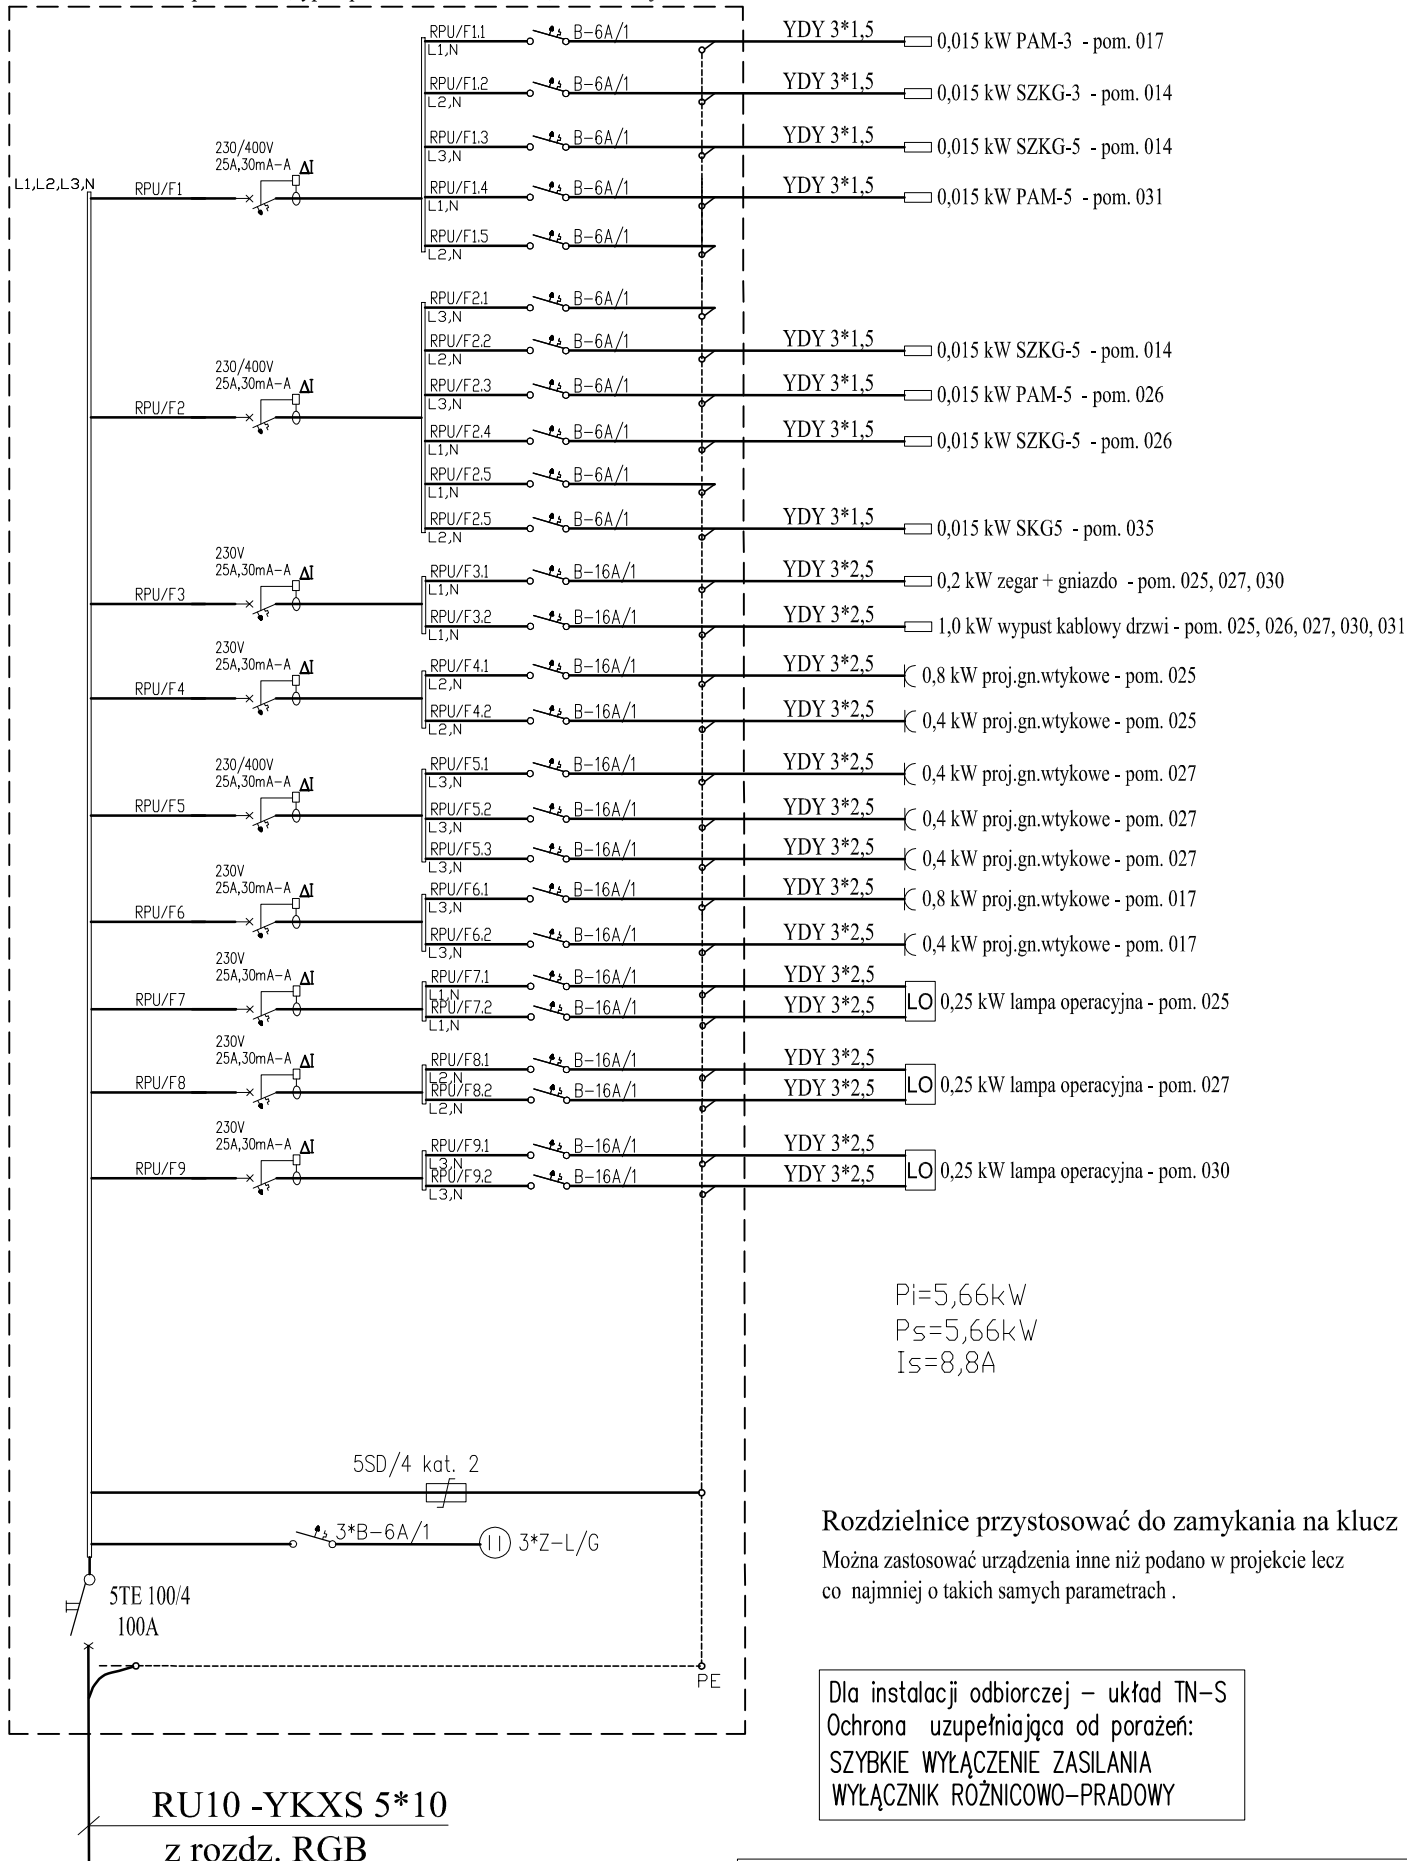 L1,L2,L3,N
RPU/F1
230/400V
25A,30mA-A ΔI
RPU/F1.1
L1,N
B-6A/1
YDY 3*1,5
0,015 kW PAM-3 - pom. 017
RPU/F1.2
L2,N
B-6A/1
YDY 3*1,5
0,015 kW SZKG-3 - pom. 014
RPU/F1.3
L3,N
B-6A/1
YDY 3*1,5
0,015 kW SZKG-5 - pom. 014
RPU/F1.4
L1,N
B-6A/1
YDY 3*1,5
0,015 kW PAM-5 - pom. 031
RPU/F1.5
L2,N
B-6A/1
RPU/F2
230/400V
25A,30mA-A ΔI
RPU/F2.1
L3,N
B-6A/1
RPU/F2.2
L2,N
B-6A/1
YDY 3*1,5
0,015 kW SZKG-5 - pom. 014
RPU/F2.3
L3,N
B-6A/1
YDY 3*1,5
0,015 kW PAM-5 - pom. 026
RPU/F2.4
L1,N
B-6A/1
YDY 3*1,5
0,015 kW SZKG-5 - pom. 026
RPU/F2.5
L1,N
B-6A/1
RPU/F2.5
L2,N
B-6A/1
YDY 3*1,5
0,015 kW SKG5 - pom. 035
RPU/F3
230V
25A,30mA-A ΔI
RPU/F3.1
L1,N
B-16A/1
YDY 3*2,5
0,2 kW zegar + gniazdo - pom. 025, 027, 030
RPU/F3.2
L1,N
B-16A/1
YDY 3*2,5
1,0 kW wypust kablowy drzwi - pom. 025, 026, 027, 030, 031
RPU/F4
230V
25A,30mA-A ΔI
RPU/F4.1
L2,N
B-16A/1
YDY 3*2,5
0,8 kW proj.gn.wtykowe - pom. 025
RPU/F4.2
L2,N
B-16A/1
YDY 3*2,5
0,4 kW proj.gn.wtykowe - pom. 025
RPU/F5
230/400V
25A,30mA-A ΔI
RPU/F5.1
L3,N
B-16A/1
YDY 3*2,5
0,4 kW proj.gn.wtykowe - pom. 027
RPU/F5.2
L3,N
B-16A/1
YDY 3*2,5
0,4 kW proj.gn.wtykowe - pom. 027
RPU/F5.3
L3,N
B-16A/1
YDY 3*2,5
0,4 kW proj.gn.wtykowe - pom. 027
RPU/F6
230V
25A,30mA-A ΔI
RPU/F6.1
L3,N
B-16A/1
YDY 3*2,5
0,8 kW proj.gn.wtykowe - pom. 017
RPU/F6.2
L3,N
B-16A/1
YDY 3*2,5
0,4 kW proj.gn.wtykowe - pom. 017
RPU/F7
230V
25A,30mA-A ΔI
RPU/F7.1
L1,N
B-16A/1
YDY 3*2,5
RPU/F7.2
L1,N
B-16A/1
YDY 3*2,5
LO 0,25 kW lampa operacyjna - pom. 025
RPU/F8
230V
25A,30mA-A ΔI
RPU/F8.1
L2,N
B-16A/1
YDY 3*2,5
RPU/F8.2
L2,N
B-16A/1
YDY 3*2,5
LO 0,25 kW lampa operacyjna - pom. 027
RPU/F9
230V
25A,30mA-A ΔI
RPU/F9.1
L3,N
B-16A/1
YDY 3*2,5
RPU/F9.2
L3,N
B-16A/1
YDY 3*2,5
LO 0,25 kW lampa operacyjna - pom. 030
Pi=5,66kW
Ps=5,66kW
Is=8,8A
5SD/4 kat. 2
3*B-6A/1
3*Z-L/G
5TE 100/4
100A
PE
Rozdzielnice przystosować do zamykania na klucz
Można zastosować urządzenia inne niż podano w projekcie lecz
co najmniej o takich samych parametrach .
Dla instalacji odbiorczej – układ TN-S
Ochrona uzupełniająca od porażeń:
SZYBKIE WYŁĄCZENIE ZASILANIA
WYŁĄCZNIK RÓŻNICOWO-PRADOWY
RU10 -YKXS 5*10
z rozdz. RGB